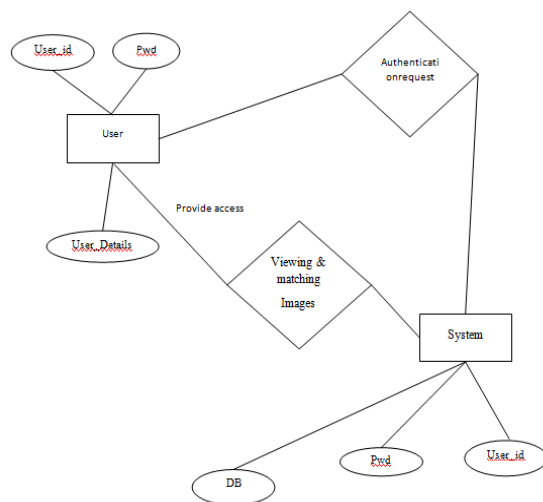 User_id
Pwd
Authenticati
onrequest
User
Provide access
User_Details
Viewing &
matching
Images
System
DB
Pwd
User_id